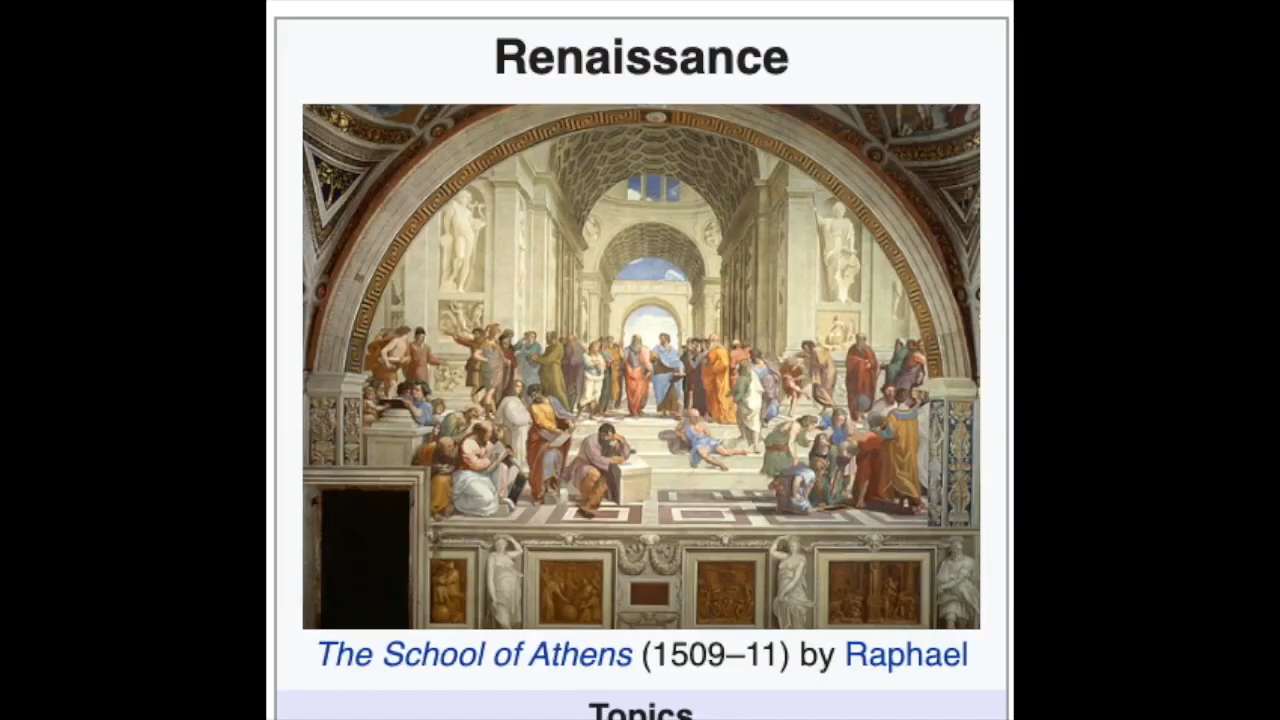 Renaissance
The School of Athens (1509–11) by Raphael
Topics